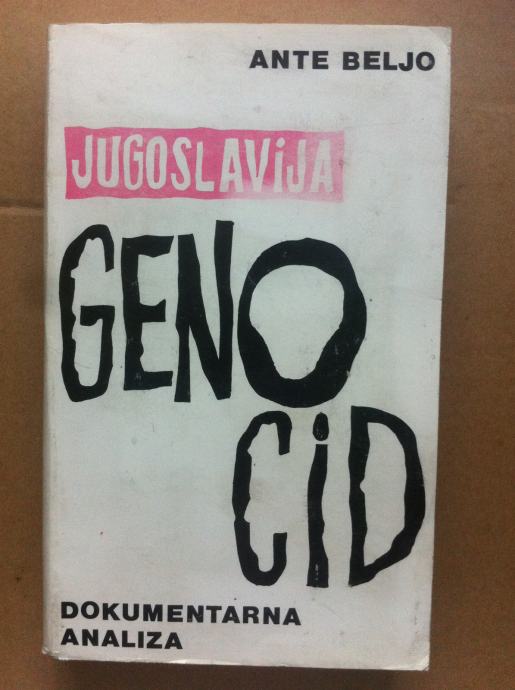 ANTE BELJO
JUGOSLAViJA
GENO
CiD
DOKUMENTARNA
ANALIZA